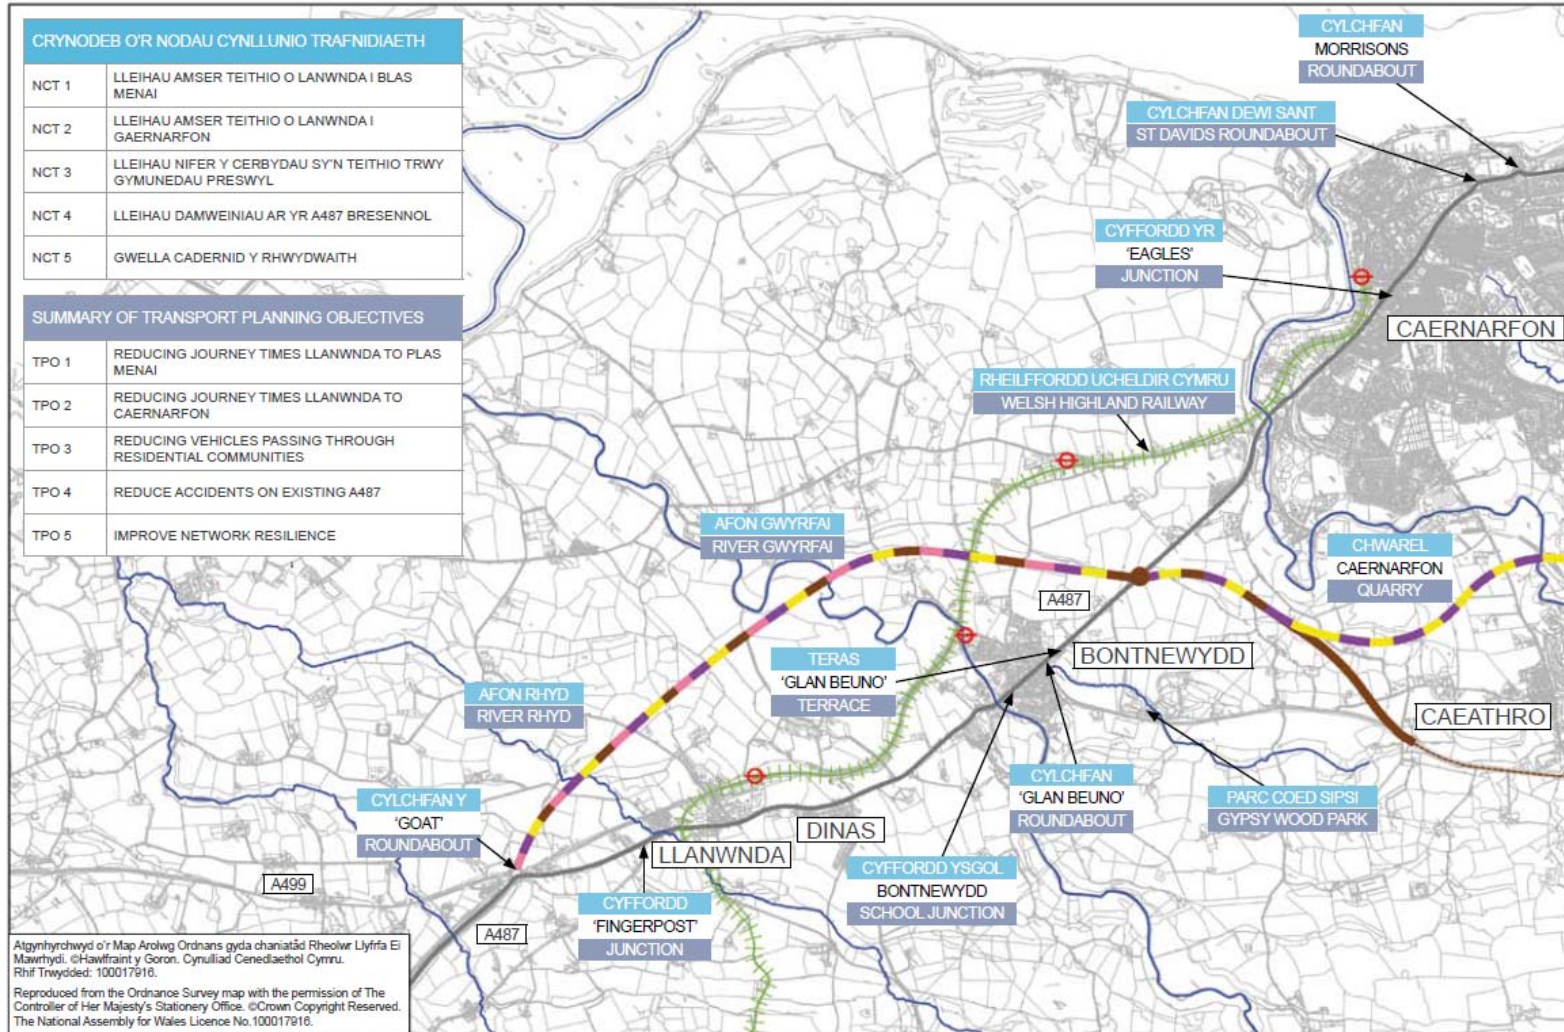 CRYNODEB O'R NODAU CYNLLUNIO TRAFNIDIAETH
NCT 1
LLEIHAU AMSER TEITHIO O LANWNDA I BLAS
MENAI
NCT 2
LLEIHAU AMSER TEITHIO O LANWNDA I
GAERNARFON
NCT 3
LLEIHAU NIFER Y CERBYDAU SY'N TEITHIO TRWY
GYMUNEDAU PRESWYL
NCT 4
LLEIHAU DAMWEINIAU AR YR A487 BRESENNOL
NCT 5
GWELLA CADERNID Y RHWYDWAITH
SUMMARY OF TRANSPORT PLANNING OBJECTIVES
TPO 1
REDUCING JOURNEY TIMES LLANWNDA TO PLAS
MENAI
TPO 2
REDUCING JOURNEY TIMES LLANWNDA TO
CAERNARFON
TPO 3
REDUCING VEHICLES PASSING THROUGH
RESIDENTIAL COMMUNITIES
TPO 4
REDUCE ACCIDENTS ON EXISTING A487
TPO 5
IMPROVE NETWORK RESILIENCE
CYLCHFAN
MORRISONS
ROUNDABOUT
CYLCHFAN DEWI SANT
ST DAVIDS ROUNDABOUT
CYFFORDD YR
'EAGLES'
JUNCTION
CAERNARFON
RHEILFFORDD UCHELDIR CYMRU
WELSH HIGHLAND RAILWAY
AFON GWYRFAI
RIVER GWYRFAI
CHWAREL
CAERNARFON
QUARRY
A487
BONTNEWYDD
TERAS
'GLAN BEUNO'
TERRACE
AFON RHYD
RIVER RHYD
CAEATHRO
CYLCHFAN
'GLAN BEUNO'
ROUNDABOUT
PARC COED SIPSI
GYPSY WOOD PARK
CYLCHFAN Y
'GOAT'
ROUNDABOUT
DINAS
LLANWNDA
CYFFORDD YSGOL
BONTNEWYDD
SCHOOL JUNCTION
A499
CYFFORDD
'FINGERPOST'
JUNCTION
A487
Atgynhyrchwyd o'r Map Arolwg Ordnans gyda chaniatâd Rheolwr Llyfrfa Ei
Mawrhydi. ©Hawlfraint y Goron. Cynulliad Cenedlaethol Cymru.
Rhif Trwydded: 100017916.
Reproduced from the Ordnance Survey map with the permission of The
Controller of Her Majesty's Stationery Office. ©Crown Copyright Reserved.
The National Assembly for Wales Licence No.100017916.